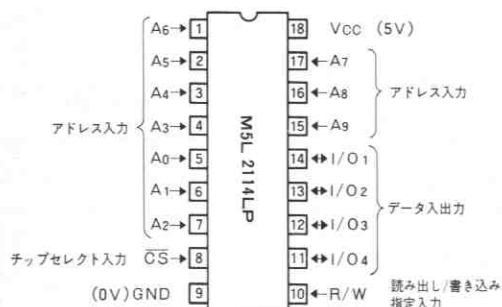 A6 1 18 VCC (5V)
A5 2 17 A7
A4 3 16 A8
アドレス入力 A3 4 15 A9 アドレス入力
A0 5 14 I/O1
A1 6 13 I/O2
A2 7 12 I/O3 データ入出力
チップセレクト入力 CS 8 11 I/O4
(0V)GND 9 10 R/W 読み出し/書き込み
指定入力
M5L 2114LP